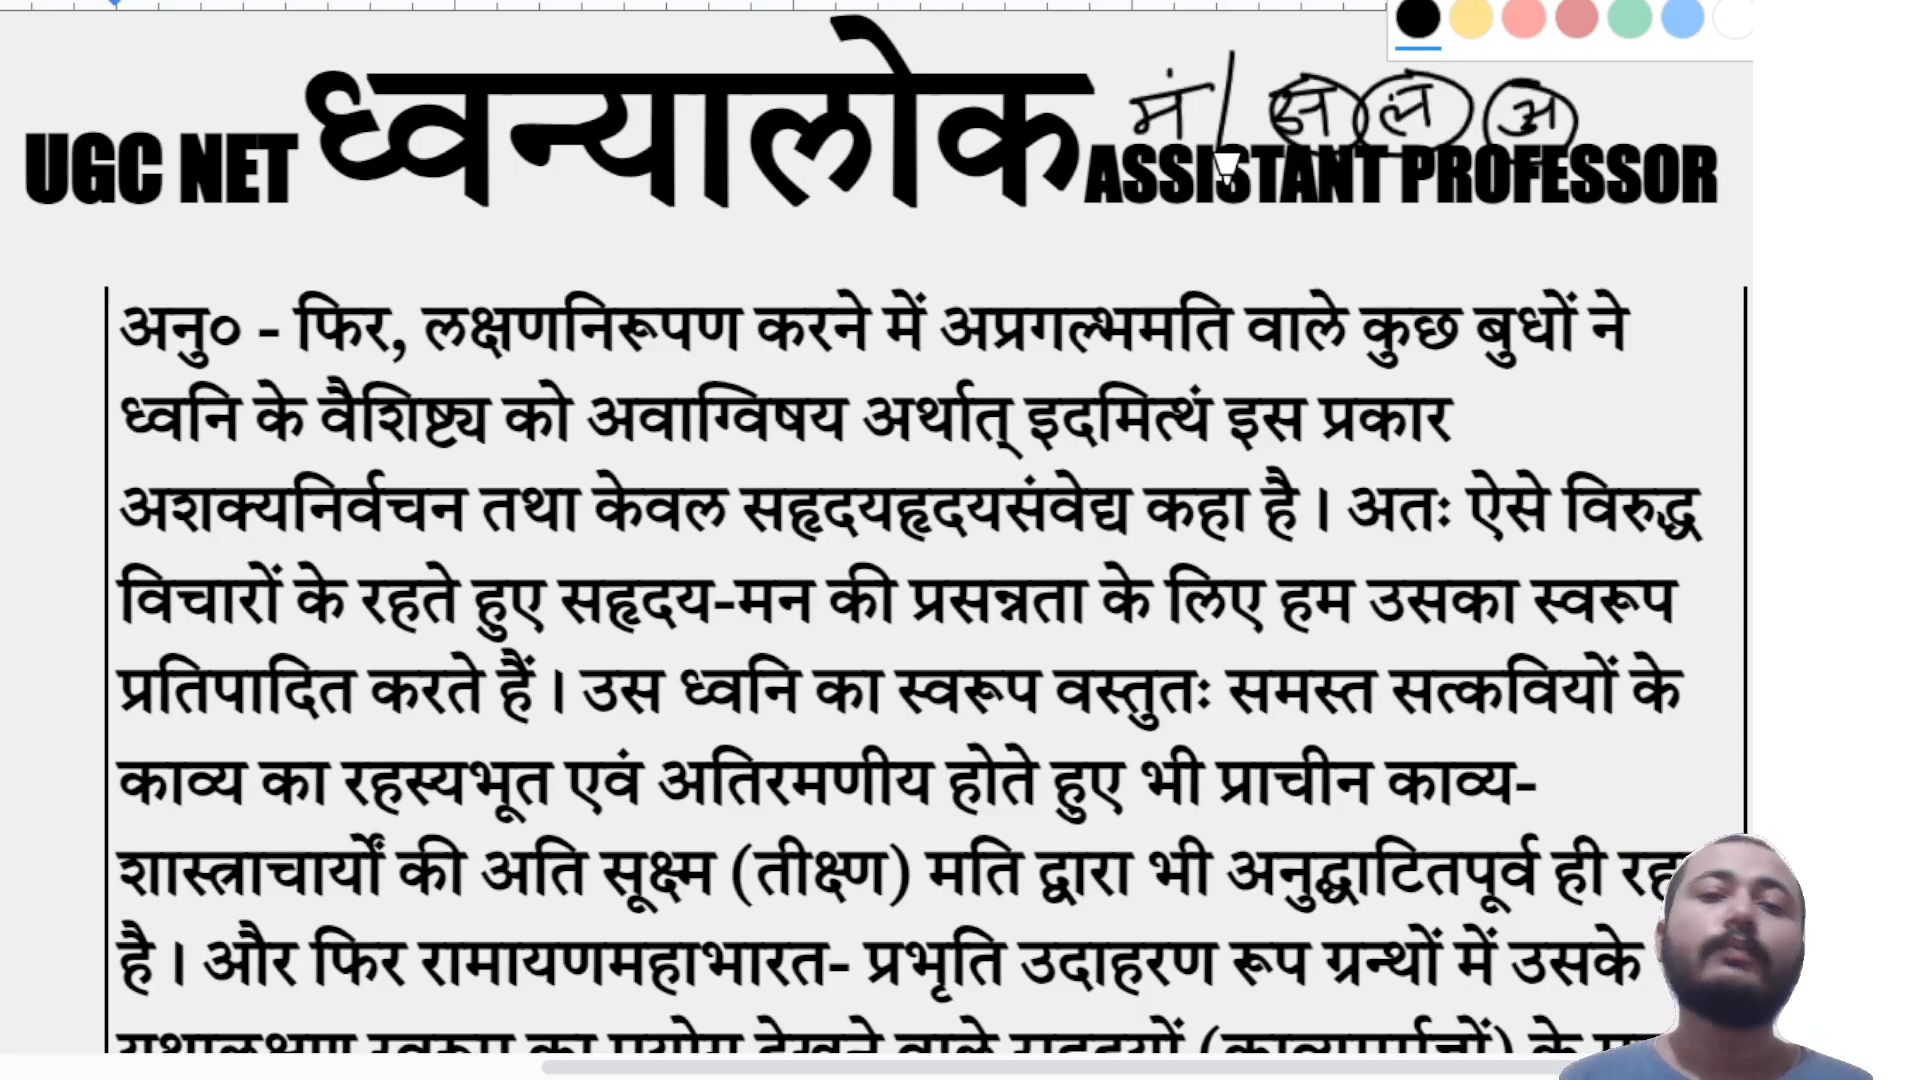 UGC NET ध्वन्यालोक ASSISTANT PROFESSOR
मं
अनु० - फिर, लक्षणनिरूपण करने में अप्रगल्भमति वाले कुछ बुधों ने
ध्वनि के वैशिष्ट्य को अवाग्विषय अर्थात् इदमित्थं इस प्रकार
अशक्यनिर्वचन तथा केवल सहृदयहृदयसंवेद्य कहा है । अतः ऐसे विरुद्ध
विचारों के रहते हुए सहृदय-मन की प्रसन्नता के लिए हम उसका स्वरूप
प्रतिपादित करते हैं । उस ध्वनि का स्वरूप वस्तुतः समस्त सत्कवियों के
काव्य का रहस्यभूत एवं अतिरमणीय होते हुए भी प्राचीन काव्य-
शास्त्राचार्यों की अति सूक्ष्म (तीक्ष्ण) मति द्वारा भी अनुद्घाटितपूर्व ही
है । और फिर रामायणमहाभारत- प्रभृति उदाहरण रूप ग्रन्थों में उसके